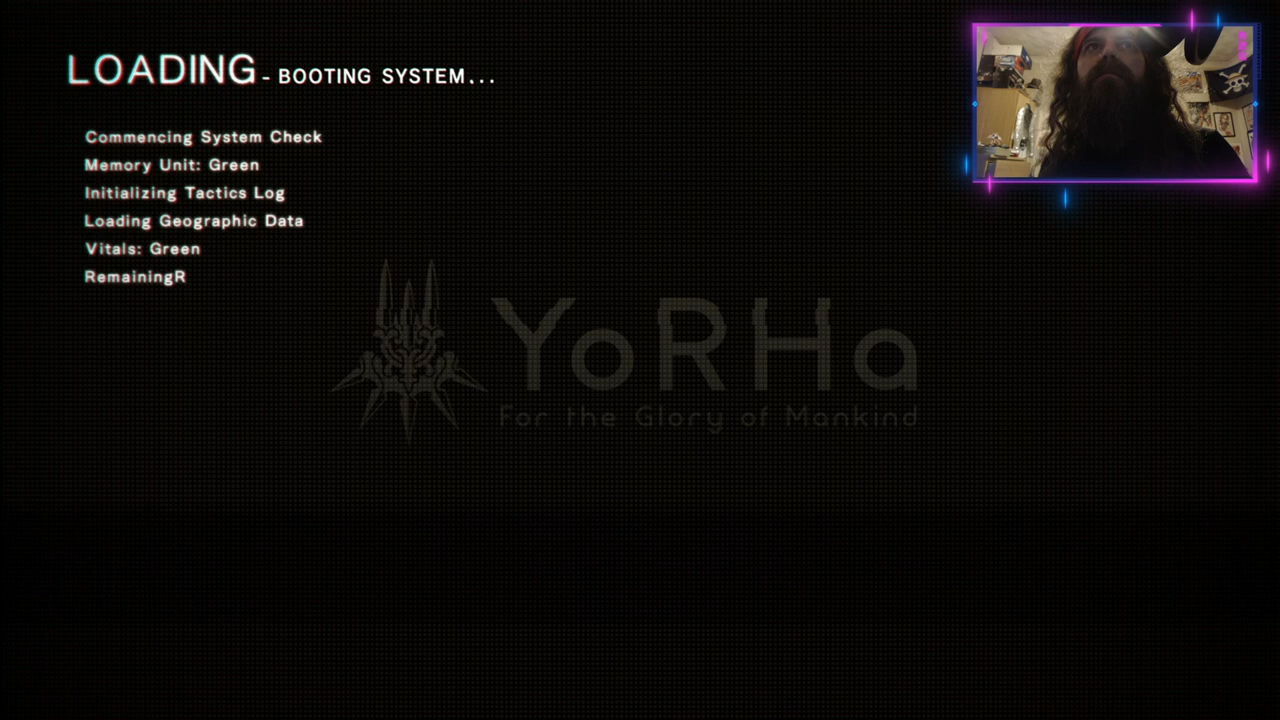 LOADING - BOOTING SYSTEM...
Commencing System Check
Memory Unit: Green
Initializing Tactics Log
Loading Geographic Data
Vitals: Green
RemainingR
YoRHa
For the Glory of Mankind